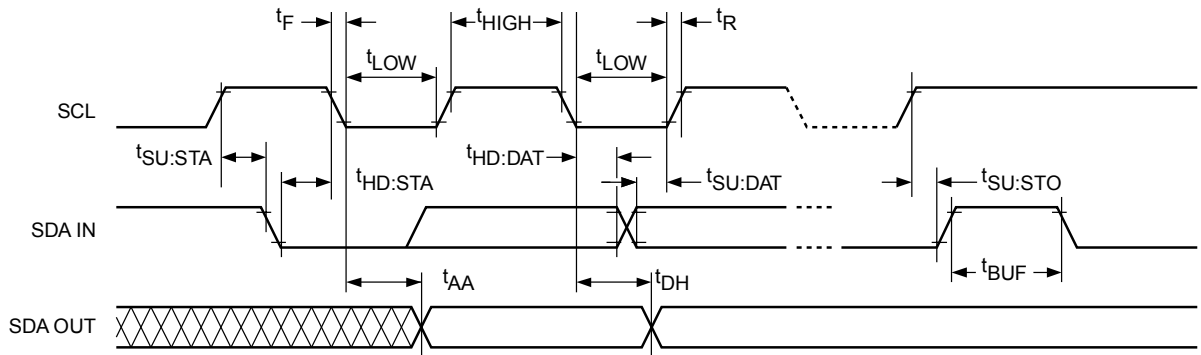 tF
tHIGH
tR
tLOW
tLOW
SCL
tSU:STA
tHD:STA
tHD:DAT
tSU:DAT
tSU:STO
SDA IN
tBUF
tAA
tDH
SDA OUT